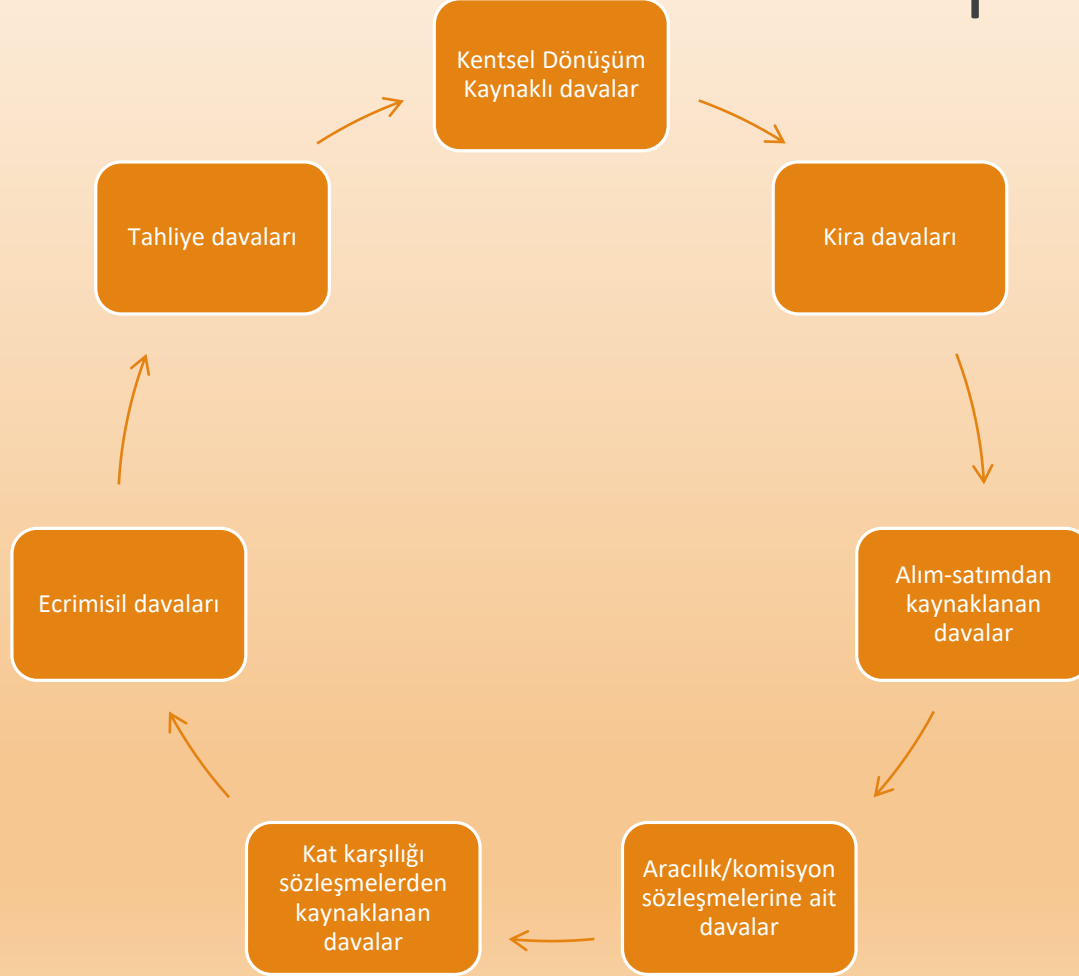 Kentsel Dönüşüm
Kaynaklı davalar
Kira davaları
Alım-satımdan
kaynaklanan
davalar
Aracılık/komisyon
sözleşmelerine ait
davalar
Kat karşılığı
sözleşmelerden
kaynaklanan
davalar
Ecrimisil davaları
Tahliye davaları